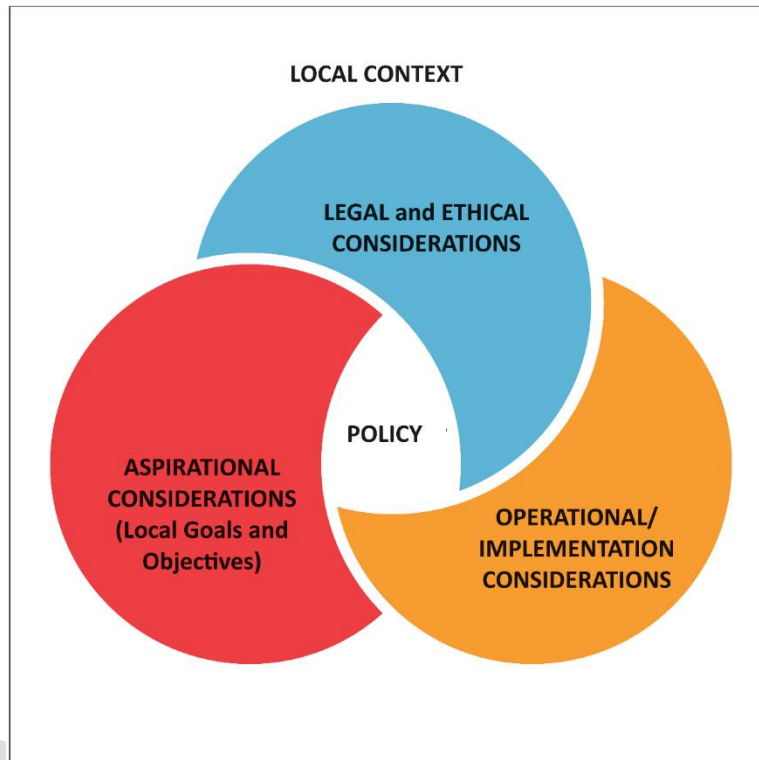 LOCAL CONTEXT
LEGAL and ETHICAL
CONSIDERATIONS
POLICY
ASPIRATIONAL
CONSIDERATIONS
(Local Goals and
Objectives)
OPERATIONAL/
IMPLEMENTATION
CONSIDERATIONS